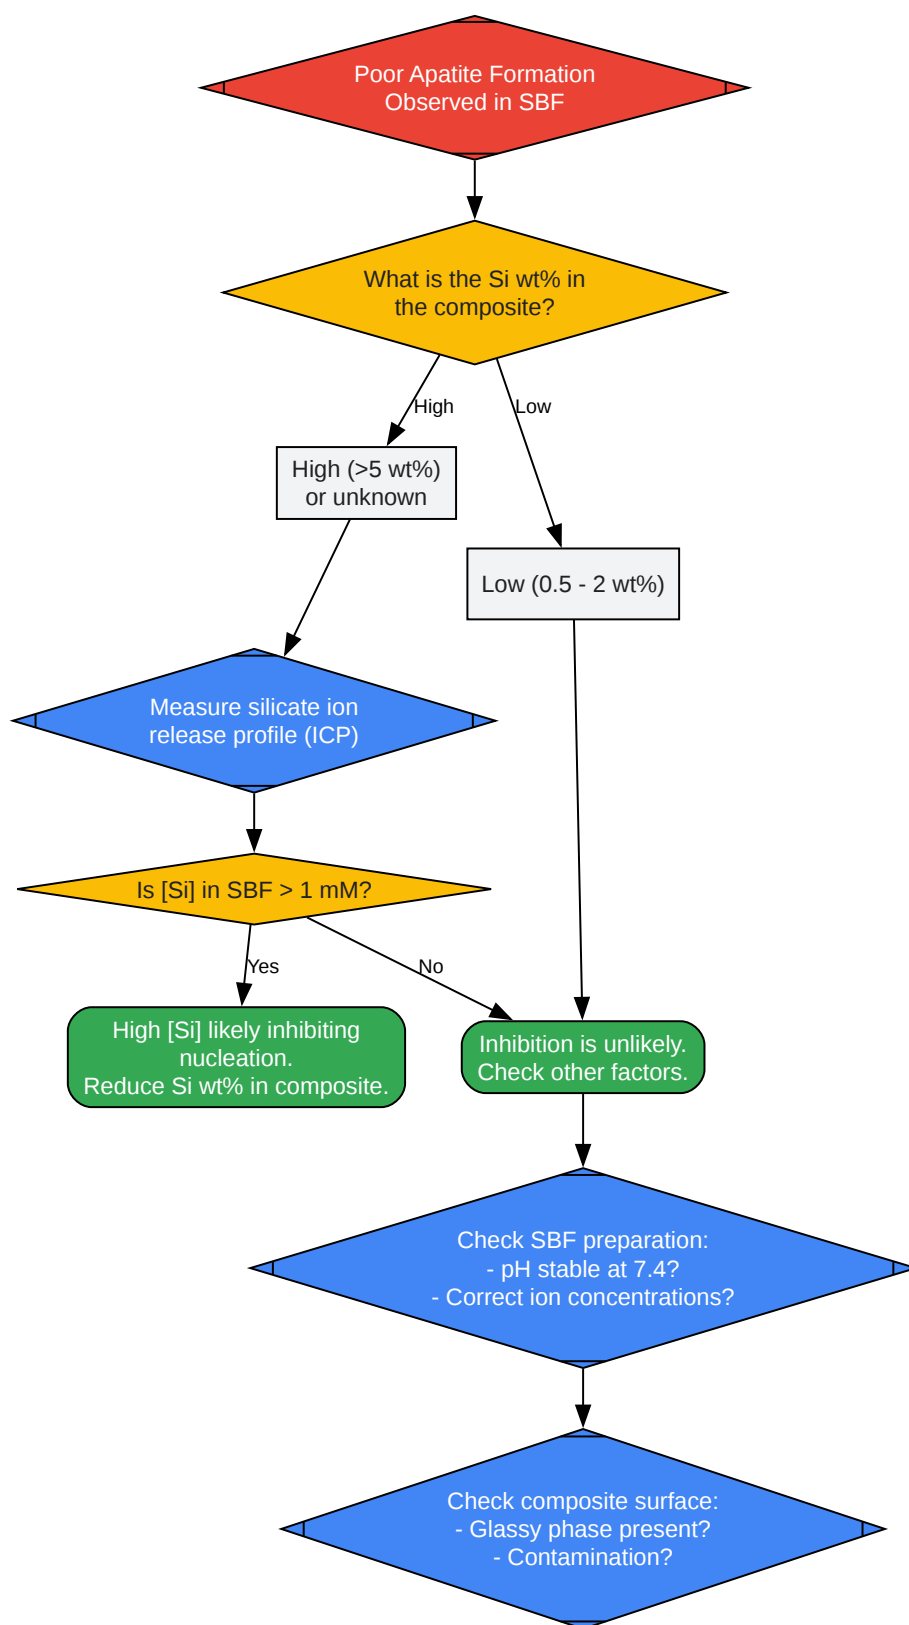 Poor Apatite Formation
Observed in SBF
What is the Si wt% in
the composite?
High
Low
High (>5 wt%)
or unknown
Low (0.5 - 2 wt%)
Measure silicate ion
release profile (ICP)
Is [Si] in SBF > 1 mM?
Yes
No
High [Si] likely inhibiting
nucleation.
Reduce Si wt% in composite.
Inhibition is unlikely.
Check other factors.
Check SBF preparation:
- pH stable at 7.4?
- Correct ion concentrations?
Check composite surface:
- Glassy phase present?
- Contamination?